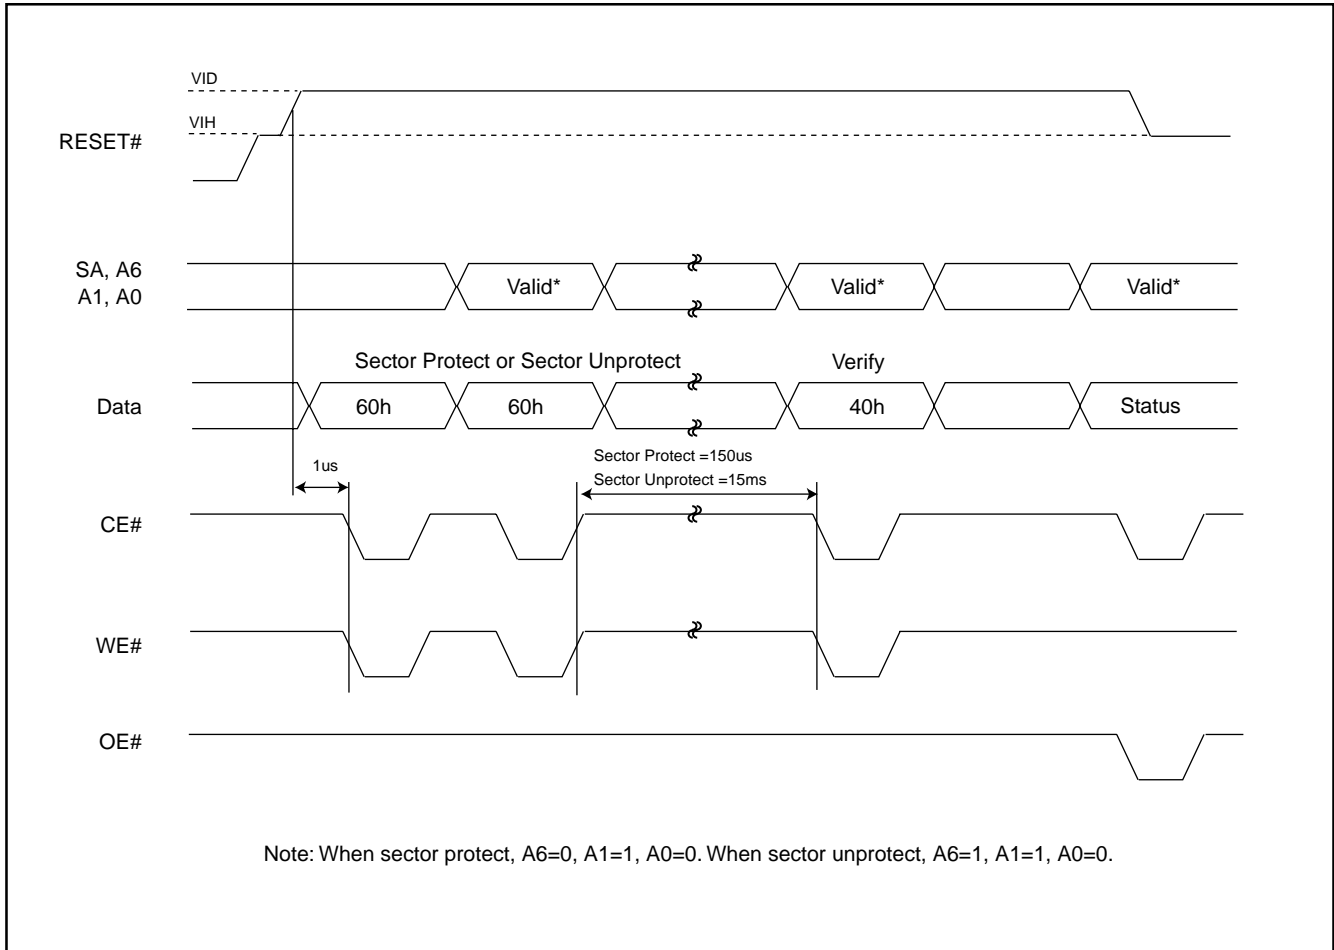 VID
VIH
RESET#
SA, A6
A1, A0
Valid*
Valid*
Valid*
Sector Protect or Sector Unprotect
Verify
Data
60h
60h
40h
Status
1us
Sector Protect =150us
Sector Unprotect =15ms
CE#
WE#
OE#
Note: When sector protect, A6=0, A1=1, A0=0. When sector unprotect, A6=1, A1=1, A0=0.